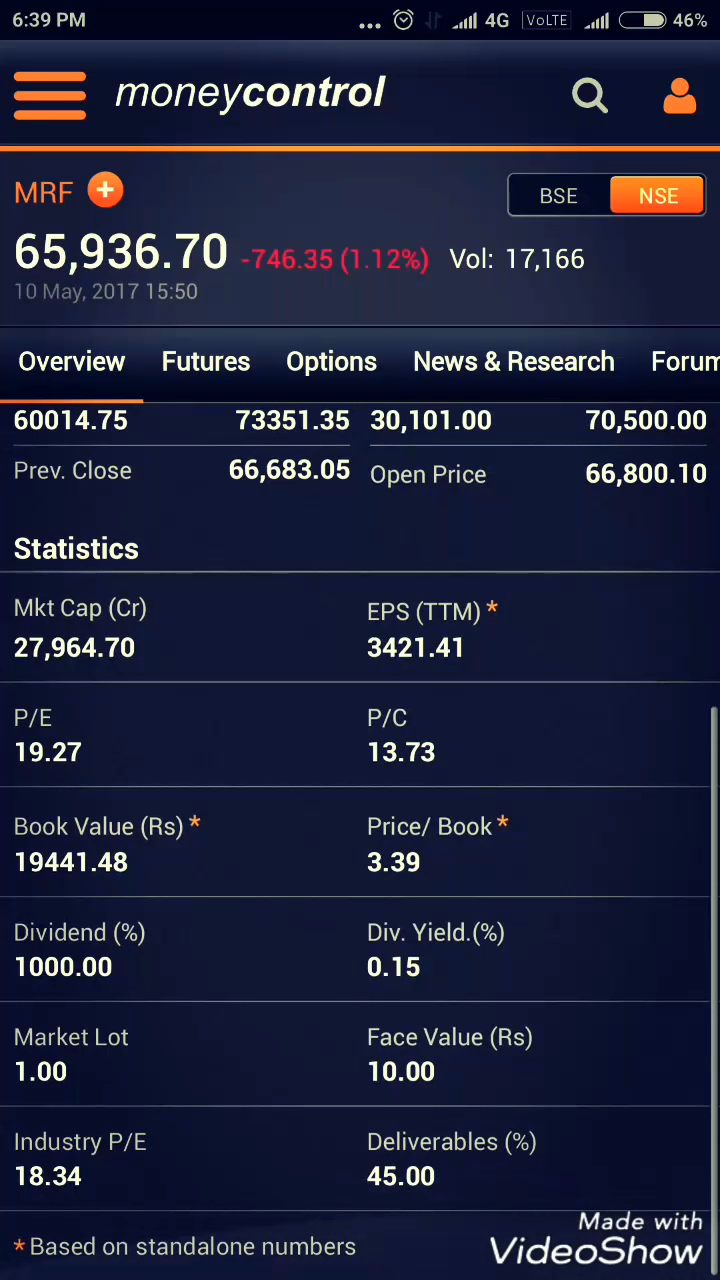 6:39 PM ... 4G VoLTE 46%
moneycontrol
MRF + BSE NSE
65,936.70 -746.35 (1.12%) Vol: 17,166
10 May, 2017 15:50
Overview Futures Options News & Research Forum
60014.75 73351.35 30,101.00 70,500.00
Prev. Close 66,683.05 Open Price 66,800.10
Statistics
Mkt Cap (Cr) EPS (TTM) *
27,964.70 3421.41
P/E P/C
19.27 13.73
Book Value (Rs) * Price/ Book *
19441.48 3.39
Dividend (%) Div. Yield.(%)
1000.00 0.15
Market Lot Face Value (Rs)
1.00 10.00
Industry P/E Deliverables (%)
18.34 45.00
* Based on standalone numbers
Made with
VideoShow